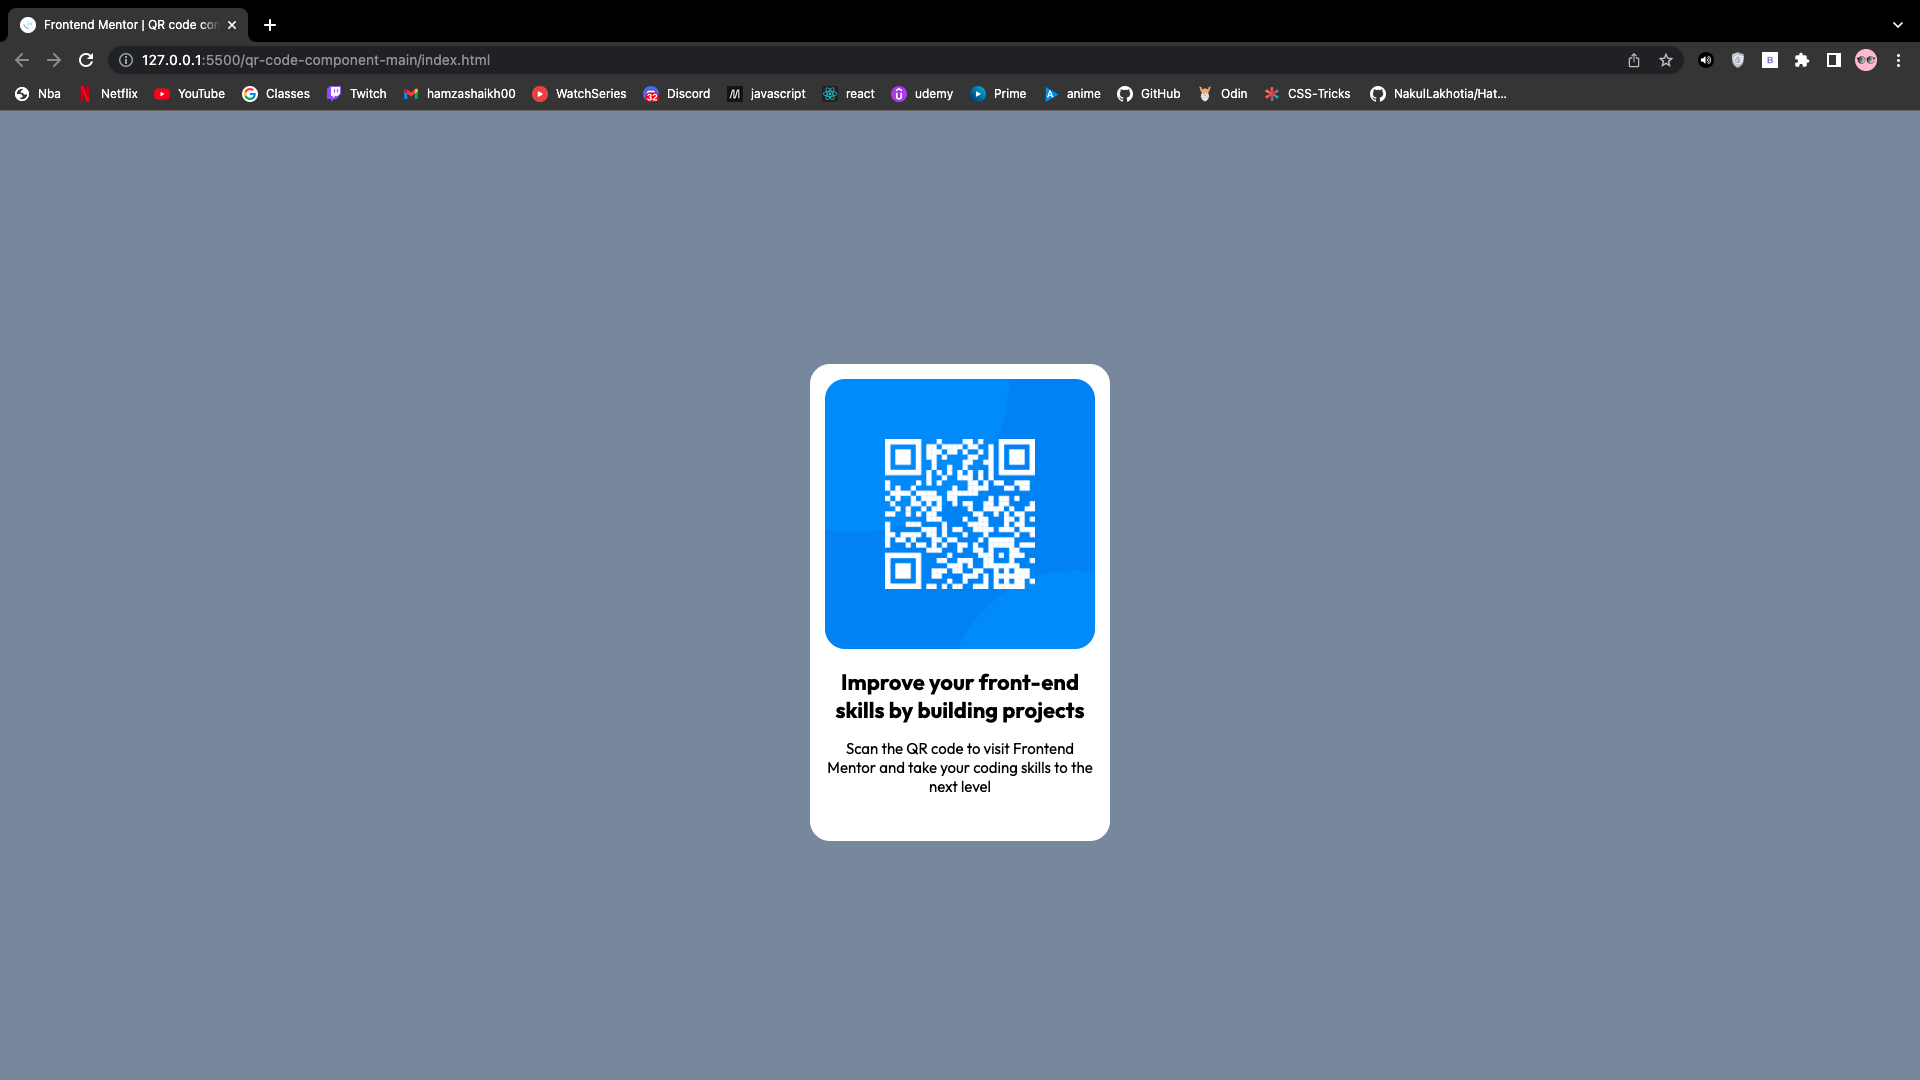 Frontend Mentor | QR code con
127.0.0.1:5500/qr-code-component-main/index.html
B
Nba Netflix YouTube Classes Twitch hamzashaikh00 WatchSeries 32 Discord javascript react udemy Prime anime GitHub Odin CSS-Tricks NakulLakhotia/Hat...
Improve your front-end
skills by building projects
Scan the QR code to visit Frontend
Mentor and take your coding skills to the
next level